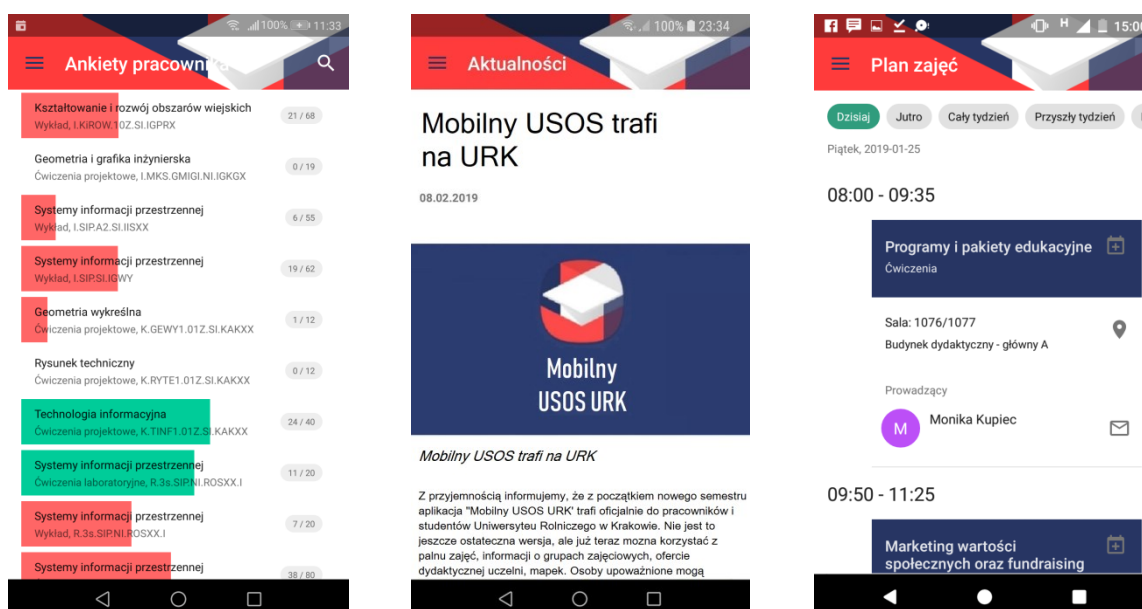 100% 11:33
Ankiety pracowni
Kształtowanie i rozwój obszarów wiejskich
Wykład, I.KiROW.10Z.SI.IGPRX
21 / 68
Geometria i grafika inżynierska
Ćwiczenia projektowe, I.MKS.GMIGI.NI.IGKGX
0 / 19
Systemy informacji przestrzennej
Wykład, I.SIP.A2.SI.IISXX
6 / 55
Systemy informacji przestrzennej
Wykład, I.SIP.SI.IGWY
19 / 62
Geometria wykreślna
Ćwiczenia projektowe, K.GEWY1.01Z.SI.KAKXX
1 / 12
Rysunek techniczny
Ćwiczenia projektowe, K.RYTE1.01Z.SI.KAKXX
0 / 12
Technologia informacyjna
Ćwiczenia projektowe, K.TINF1.01Z.SI.KAKXX
24 / 40
Systemy informacji przestrzennej
Ćwiczenia laboratoryjne, R.3s.SIP.NI.ROSXX.I
11 / 20
Systemy informacji przestrzennej
Wykład, R.3s.SIP.NI.ROSXX.I
7 / 20
Systemy informacji przestrzennej
38 / 80
100% 23:34
Aktualności
Mobilny USOS trafi
na URK
08.02.2019
Mobilny
USOS URK
Mobilny USOS trafi na URK
Z przyjemnością informujemy, że z początkiem nowego semestru
aplikacja "Mobilny USOS URK' trafi oficjalnie do pracowników i
studentów Uniwersyteu Rolniczego w Krakowie. Nie jest to
jeszcze ostateczna wersja, ale już teraz mozna korzystać z
palnu zajęć, informacji o grupach zajęciowych, ofercie
dydaktycznej uczelni, mapek. Osoby upoważnione mogą
H 15:00
Plan zajęć
Dzisiaj Jutro Cały tydzień Przyszły tydzień
Piątek, 2019-01-25
08:00 - 09:35
Programy i pakiety edukacyjne
Ćwiczenia
Sala: 1076/1077
Budynek dydaktyczny - główny A
Prowadzący
M Monika Kupiec
09:50 - 11:25
Marketing wartości
społecznych oraz fundraising